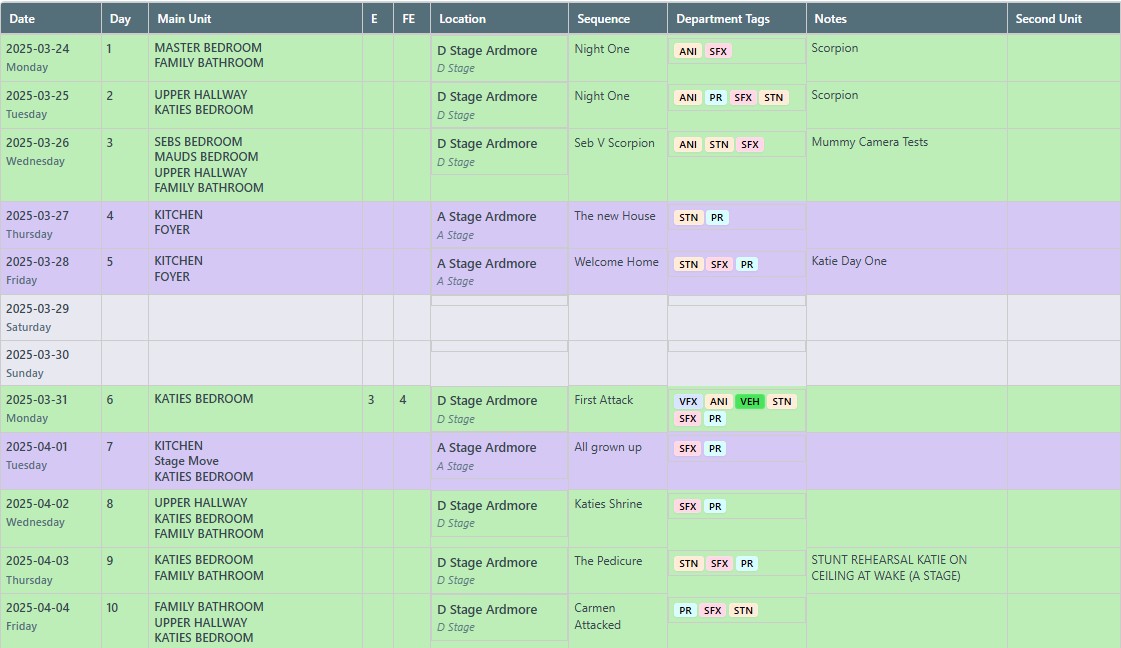 Date Day Main Unit E FE Location Sequence Department Tags Notes Second Unit
2025-03-24 1 MASTER BEDROOM D Stage Ardmore Night One ANI SFX Scorpion
Monday FAMILY BATHROOM D Stage
2025-03-25 2 UPPER HALLWAY D Stage Ardmore Night One ANI PR SFX STN Scorpion
Tuesday KATIES BEDROOM D Stage
2025-03-26 3 SEBS BEDROOM D Stage Ardmore Seb V Scorpion ANI STN SFX Mummy Camera Tests
Wednesday MAUDS BEDROOM D Stage
UPPER HALLWAY
FAMILY BATHROOM
2025-03-27 4 KITCHEN A Stage Ardmore The new House STN PR
Thursday FOYER A Stage
2025-03-28 5 KITCHEN A Stage Ardmore Welcome Home STN SFX PR Katie Day One
Friday FOYER A Stage
2025-03-29
Saturday
2025-03-30
Sunday
2025-03-31 6 KATIES BEDROOM 3 4 D Stage Ardmore First Attack VFX ANI VEH STN
Monday D Stage SFX PR
2025-04-01 7 KITCHEN A Stage Ardmore All grown up SFX PR
Tuesday Stage Move A Stage
KATIES BEDROOM
2025-04-02 8 UPPER HALLWAY D Stage Ardmore Katies Shrine SFX PR
Wednesday KATIES BEDROOM D Stage
FAMILY BATHROOM
2025-04-03 9 KATIES BEDROOM D Stage Ardmore The Pedicure STN SFX PR STUNT REHEARSAL KATIE ON
Thursday FAMILY BATHROOM D Stage CEILING AT WAKE (A STAGE)
2025-04-04 10 FAMILY BATHROOM D Stage Ardmore Carmen PR SFX STN
Friday UPPER HALLWAY D Stage Attacked
KATIES BEDROOM